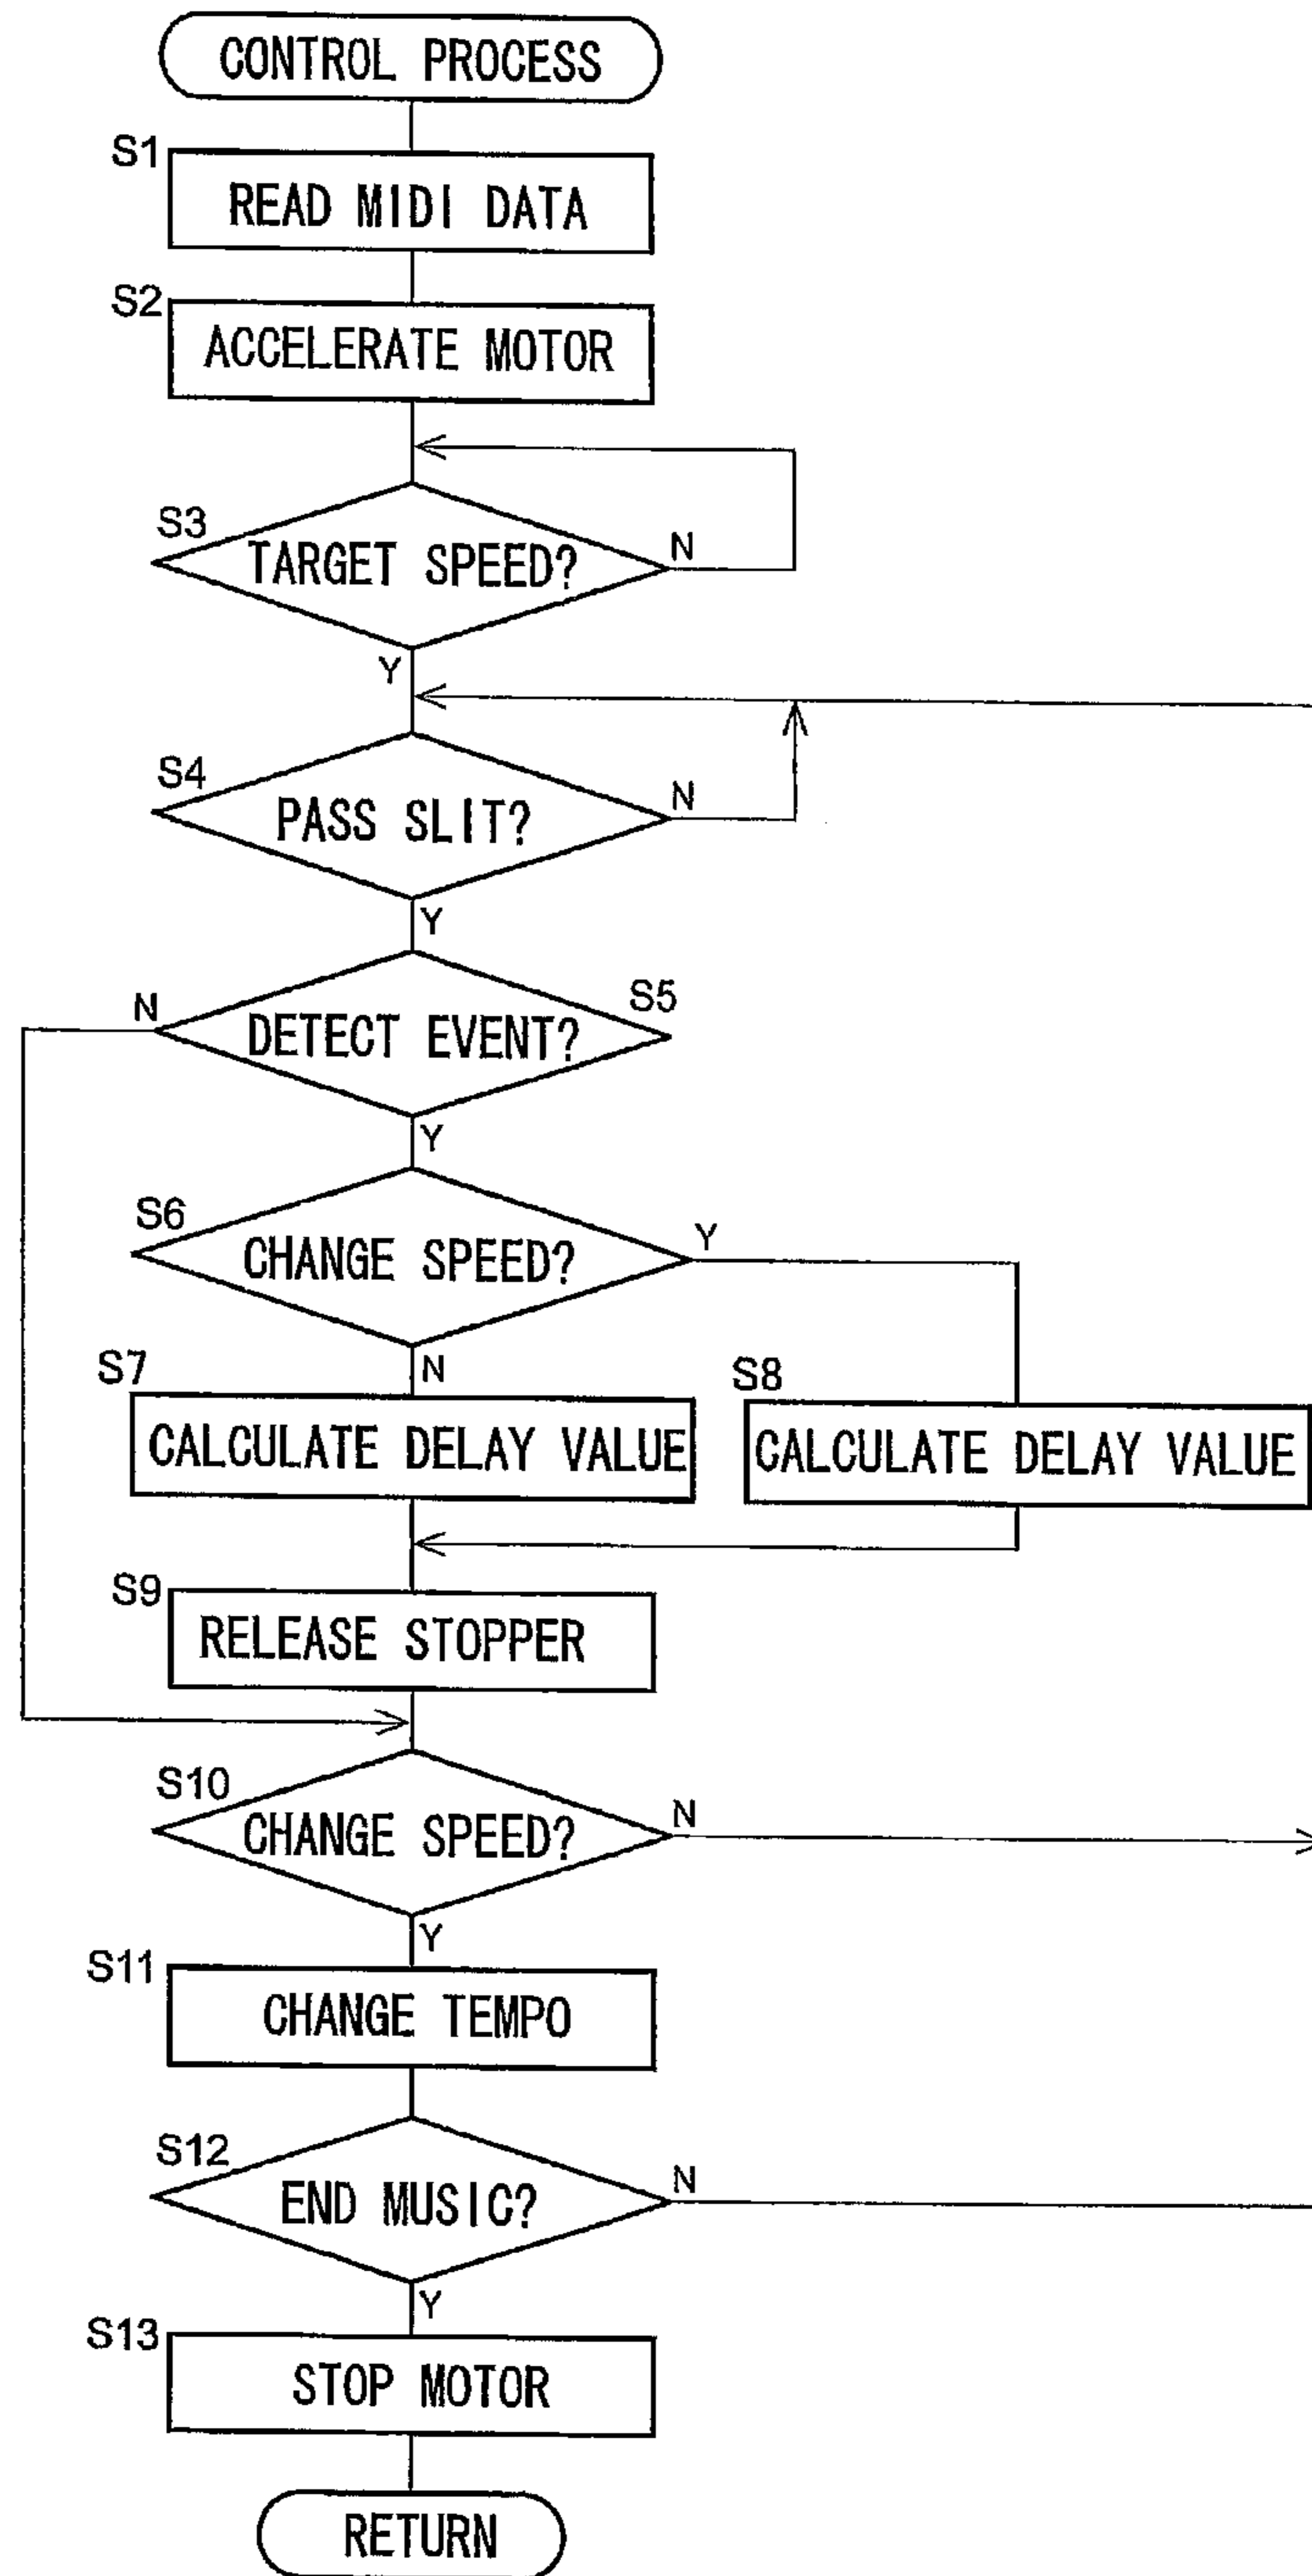 CONTROL PROCESS
S1
READ MIDI DATA
S2
ACCELERATE MOTOR
S3
TARGET SPEED?
N
Y
S4
PASS SLIT?
N
Y
S5
DETECT EVENT?
N
Y
S6
CHANGE SPEED?
Y
N
S7
CALCULATE DELAY VALUE
S8
CALCULATE DELAY VALUE
S9
RELEASE STOPPER
S10
CHANGE SPEED?
N
Y
S11
CHANGE TEMPO
S12
END MUSIC?
N
Y
S13
STOP MOTOR
RETURN